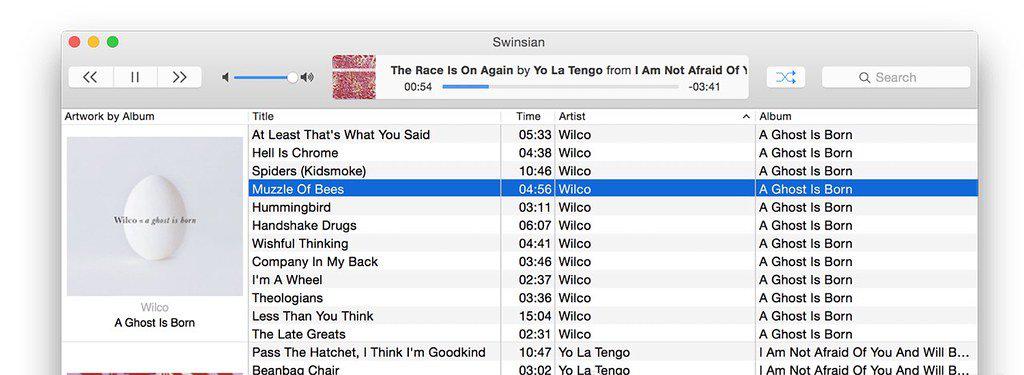 Swinsian
The Race Is On Again by Yo La Tengo from I Am Not Afraid Of Y
00:54 -03:41
Search
Artwork by Album Title Time Artist Album
At Least That's What You Said 05:33 Wilco A Ghost Is Born
Hell Is Chrome 04:38 Wilco A Ghost Is Born
Spiders (Kidsmoke) 10:46 Wilco A Ghost Is Born
Muzzle Of Bees 04:56 Wilco A Ghost Is Born
Hummingbird 03:11 Wilco A Ghost Is Born
Handshake Drugs 06:07 Wilco A Ghost Is Born
Wishful Thinking 04:41 Wilco A Ghost Is Born
Company In My Back 03:46 Wilco A Ghost Is Born
I'm A Wheel 02:37 Wilco A Ghost Is Born
Theologians 03:36 Wilco A Ghost Is Born
Less Than You Think 15:04 Wilco A Ghost Is Born
The Late Greats 02:31 Wilco A Ghost Is Born
Pass The Hatchet, I Think I'm Goodkind 10:47 Yo La Tengo I Am Not Afraid Of You And Will B...
Beanbag Chair 03:02 Yo La Tengo I Am Not Afraid Of You And Will B...
Wilco a ghost is born
Wilco
A Ghost Is Born